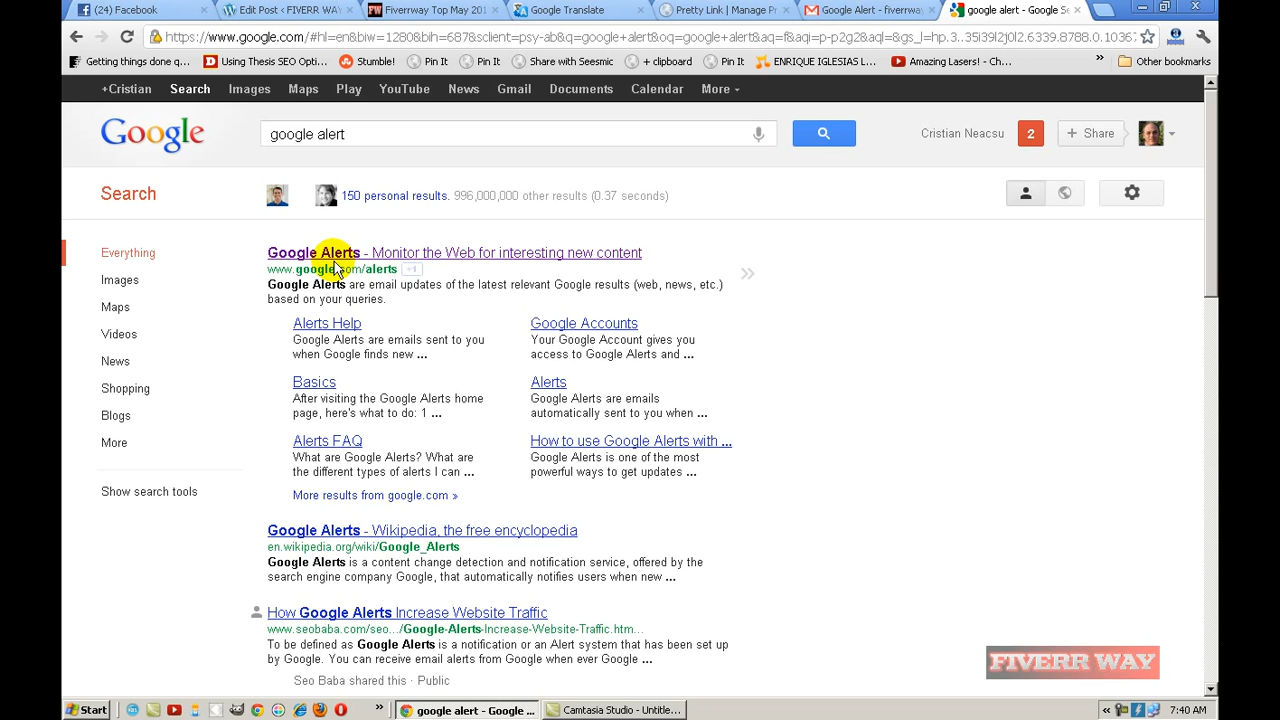 (24) Facebook
Edit Post ‹ FIVERR W
Fiverrway Top May 201
Google Translate
Pretty Link | Manage Pr
Google Alert - fiverrway
google alert - Google Se
https://www.google.com/#hl=en&biw=1280&bih=687&sclient=psy-ab&q=google+alert&oq=google+alert&aq=f&aqi=p-p2g2&aql=&gs_l=hp.3..35i39l2j0l2.6339.8788.0.1036
Getting things done q...
Using Thesis SEO Opti...
Stumble!
Pin It
Pin It
Share with Seesmic
+ clipboard
Pin It
ENRIQUE IGLESIAS L...
Amazing Lasers! - Ch...
»
Other bookmarks
+Cristian Search Images Maps Play YouTube News Gmail Documents Calendar More
Google
google alert
Cristian Neacsu
2
+ Share
Search
150 personal results. 996,000,000 other results (0.37 seconds)
Everything
Images
Maps
Videos
News
Shopping
Blogs
More
Show search tools
Google Alerts - Monitor the Web for interesting new content
www.google.com/alerts +1
Google Alerts are email updates of the latest relevant Google results (web, news, etc.)
based on your queries.
»
Alerts Help
Google Alerts are emails sent to you
when Google finds new ...
Google Accounts
Your Google Account gives you
access to Google Alerts and ...
Basics
After visiting the Google Alerts home
page, here's what to do: 1 ...
Alerts
Google Alerts are emails
automatically sent to you when ...
Alerts FAQ
What are Google Alerts? What are
the different types of alerts I can ...
How to use Google Alerts with ...
Google Alerts is one of the most
powerful ways to get updates ...
More results from google.com »
Google Alerts - Wikipedia, the free encyclopedia
en.wikipedia.org/wiki/Google_Alerts
Google Alerts is a content change detection and notification service, offered by the
search engine company Google, that automatically notifies users when new ...
How Google Alerts Increase Website Traffic
www.seobaba.com/seo.../Google-Alerts-Increase-Website-Traffic.htm...
To be defined as Google Alerts is a notification or an Alert system that has been set up
by Google. You can receive email alerts from Google when ever Google ...
Seo Baba shared this - Public
FIVERR WAY
Start
»
google alert - Google ...
Camtasia Studio - Untitle...
«
7:40 AM